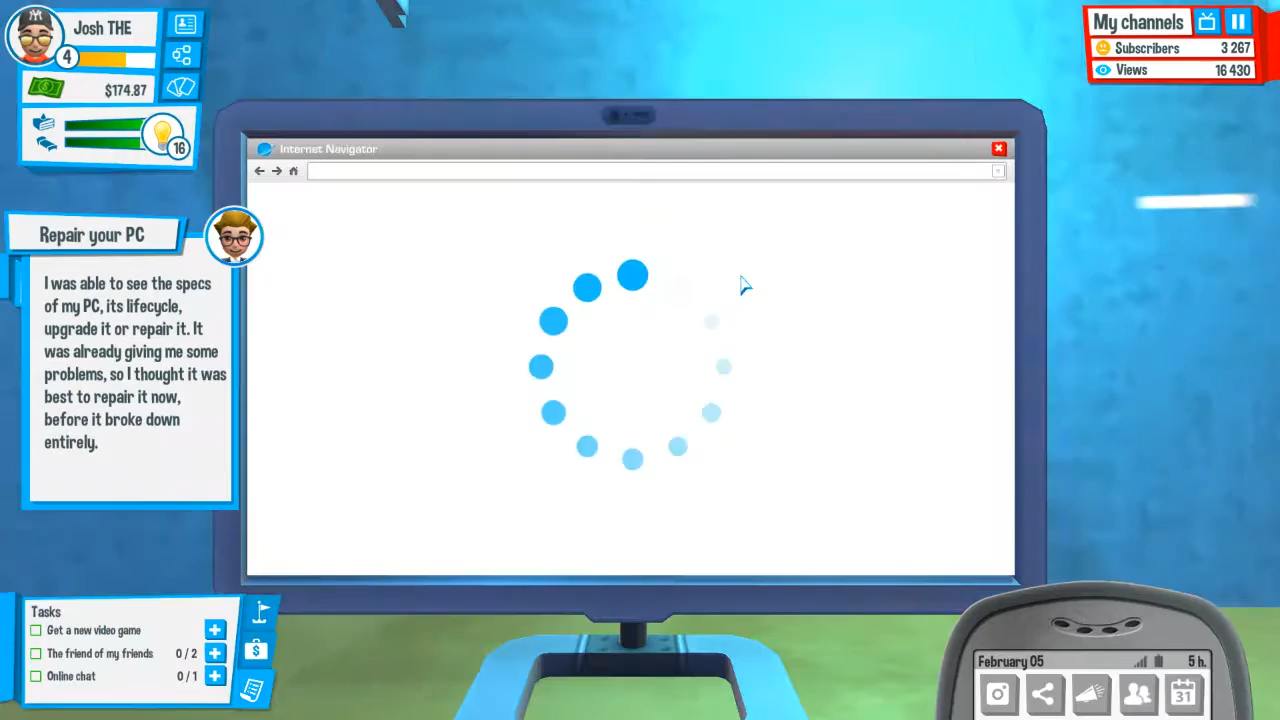 Josh THE
4
$174.87
16
My channels
Subscribers 3 267
Views 16 430
Internet Navigator
Repair your PC
I was able to see the specs
of my PC, its lifecycle,
upgrade it or repair it. It
was already giving me some
problems, so I thought it was
best to repair it now,
before it broke down
entirely.
Tasks
Get a new video game
The friend of my friends 0 / 2
Online chat 0 / 1
February 05 5 h.
31